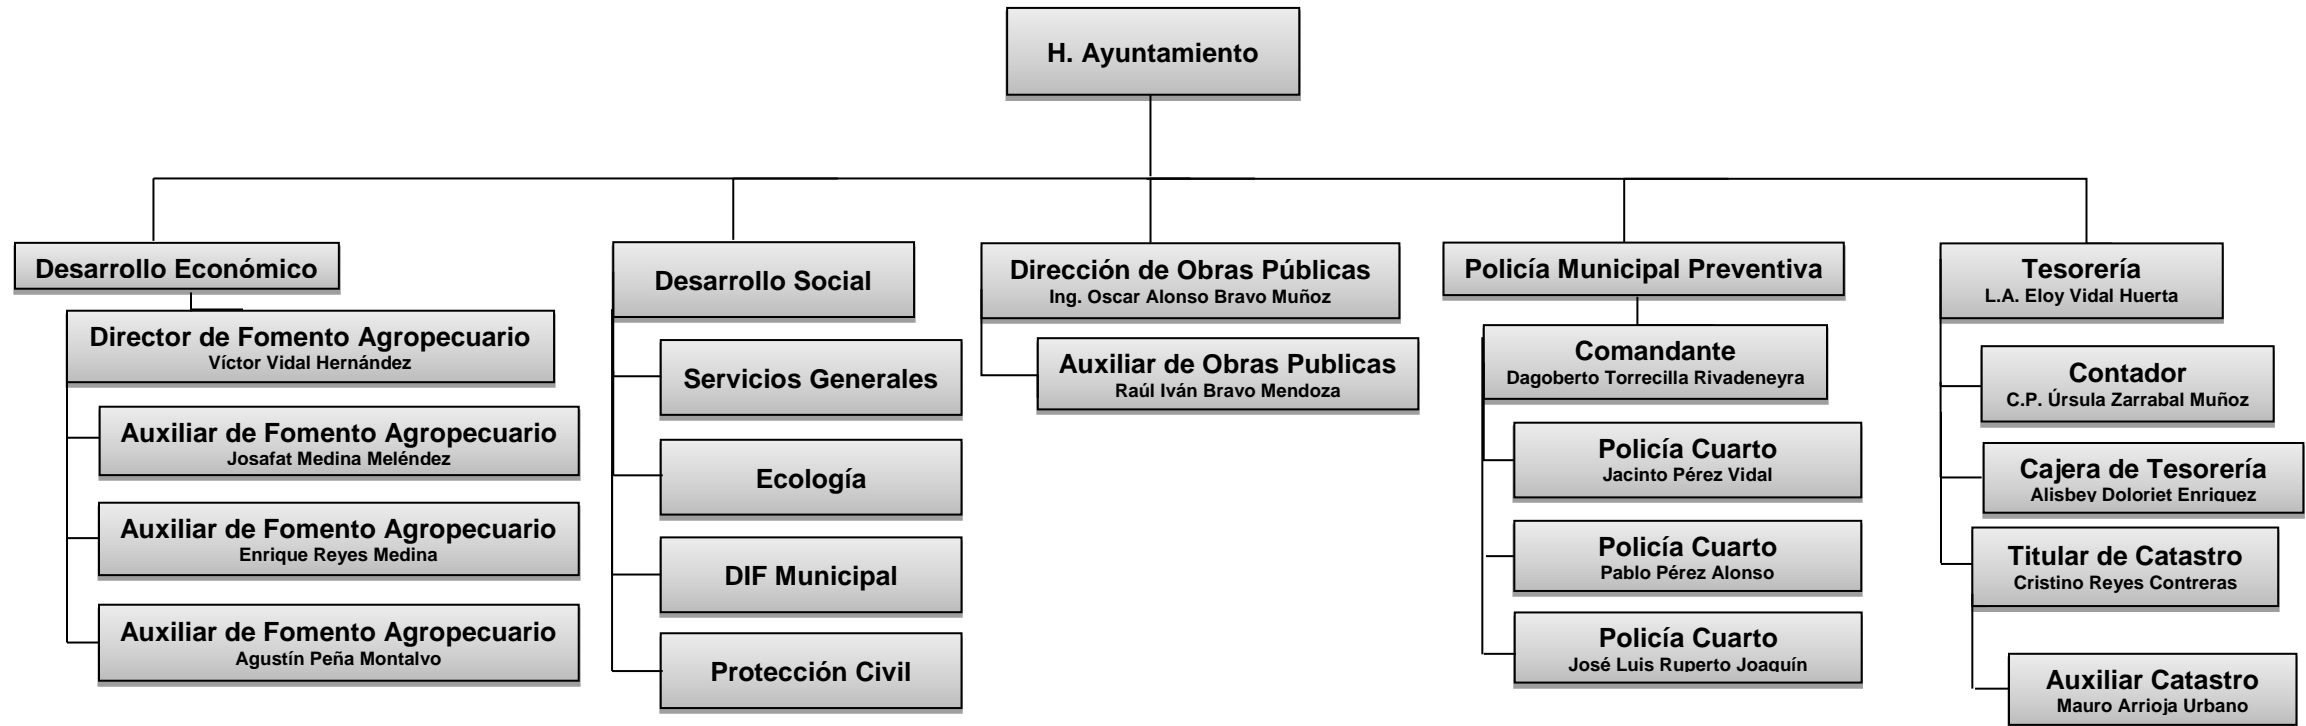 H. Ayuntamiento
Desarrollo Económico
Director de Fomento Agropecuario
Víctor Vidal Hernández
Auxiliar de Fomento Agropecuario
Josafat Medina Meléndez
Auxiliar de Fomento Agropecuario
Enrique Reyes Medina
Auxiliar de Fomento Agropecuario
Agustín Peña Montalvo
Desarrollo Social
Servicios Generales
Ecología
DIF Municipal
Protección Civil
Dirección de Obras Públicas
Ing. Oscar Alonso Bravo Muñoz
Auxiliar de Obras Publicas
Raúl Iván Bravo Mendoza
Policía Municipal Preventiva
Comandante
Dagoberto Torrecilla Rivadeneyra
Policía Cuarto
Jacinto Pérez Vidal
Policía Cuarto
Pablo Pérez Alonso
Policía Cuarto
José Luis Ruperto Joaquín
Tesorería
L.A. Eloy Vidal Huerta
Contador
C.P. Úrsula Zarrabal Muñoz
Cajera de Tesorería
Alisbey Doloriet Enriquez
Titular de Catastro
Cristino Reyes Contreras
Auxiliar Catastro
Mauro Arrioja Urbano